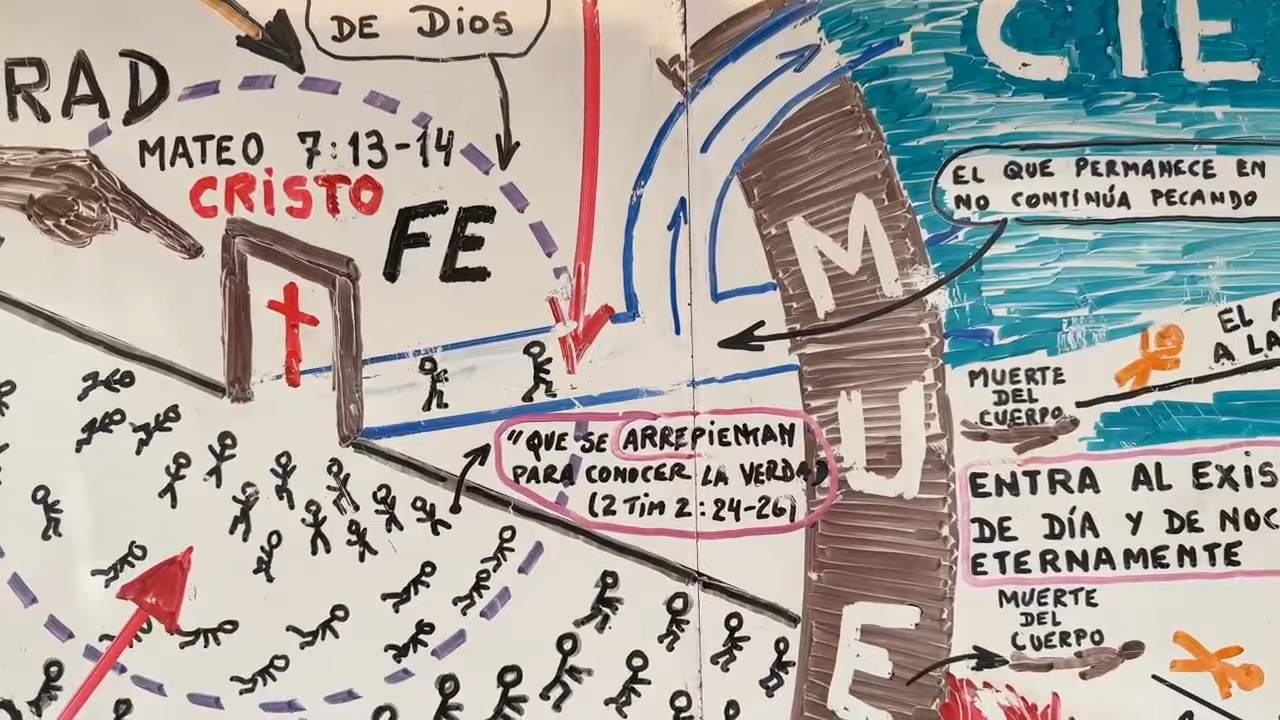 DE Dios
RAD
MATEO 7:13-14
CRiSTO
FE
CIE
EL QUE PERMANECE EN
NO CONTINÚA PECANDO
M
U
E
"QUE SE ARREPIENTAN
PARA CONOCER LA VERDAD
(2 Tim 2:24-26)
EL A
A LA
MUERTE
DEL
CUERPO
ENTRA AL EXIS
DE DÍA Y DE NOC
ETERNAMENTE
MUERTE
DEL
CUERPO